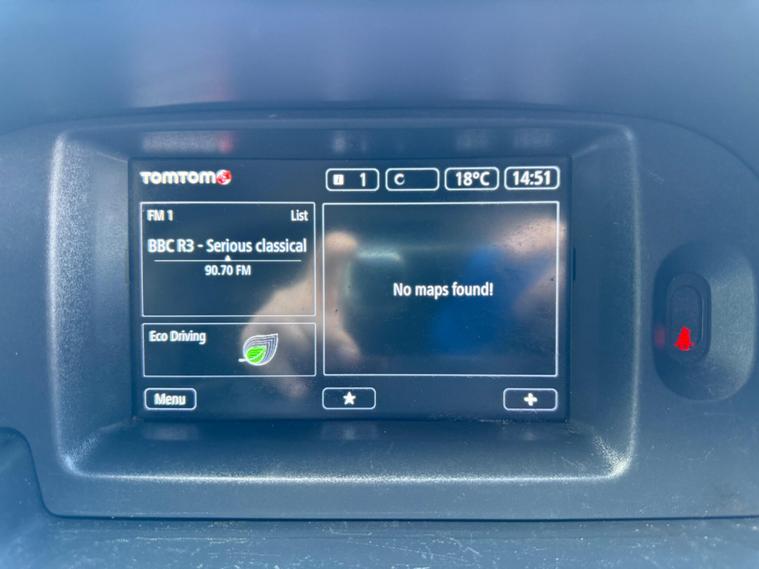 TOMTOM
1
18°C
14:51
FM 1
List
BBC R3 - Serious classical
90.70 FM
No maps found!
Eco Driving
Menu